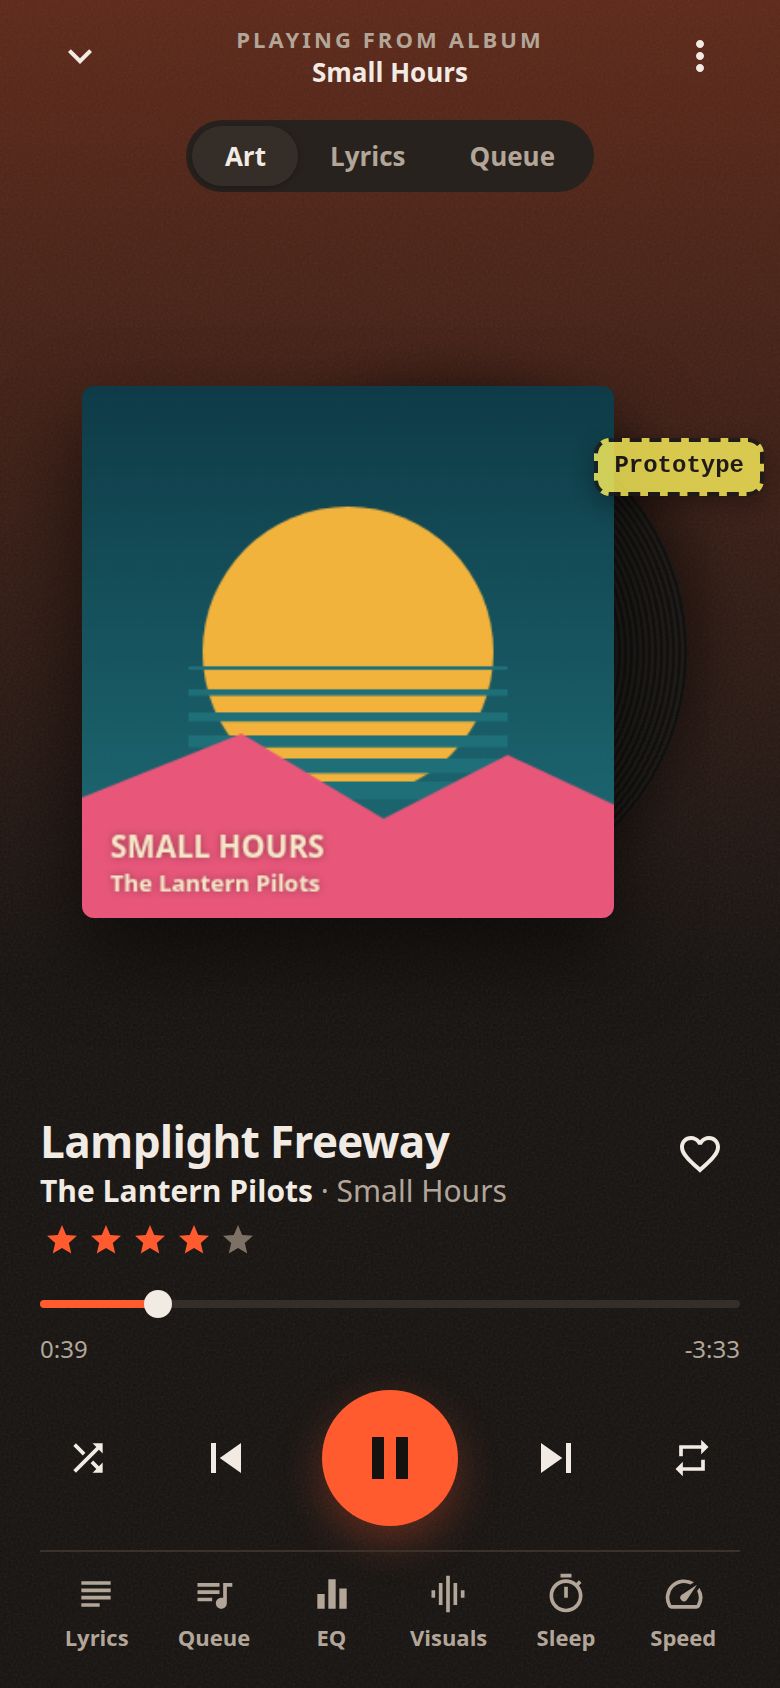 PLAYING FROM ALBUM
Small Hours
Art Lyrics Queue
Prototype
SMALL HOURS
The Lantern Pilots
Lamplight Freeway
The Lantern Pilots · Small Hours
0:39 -3:33
Lyrics Queue EQ Visuals Sleep Speed